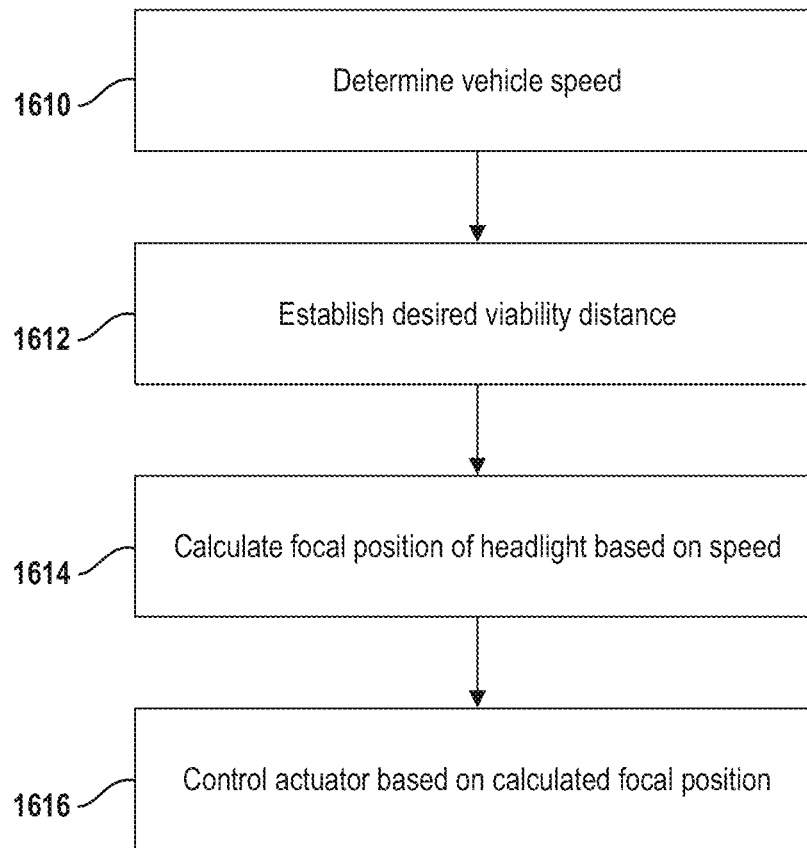 1610
Determine vehicle speed
1612
Establish desired viability distance
1614
Calculate focal position of headlight based on speed
1616
Control actuator based on calculated focal position